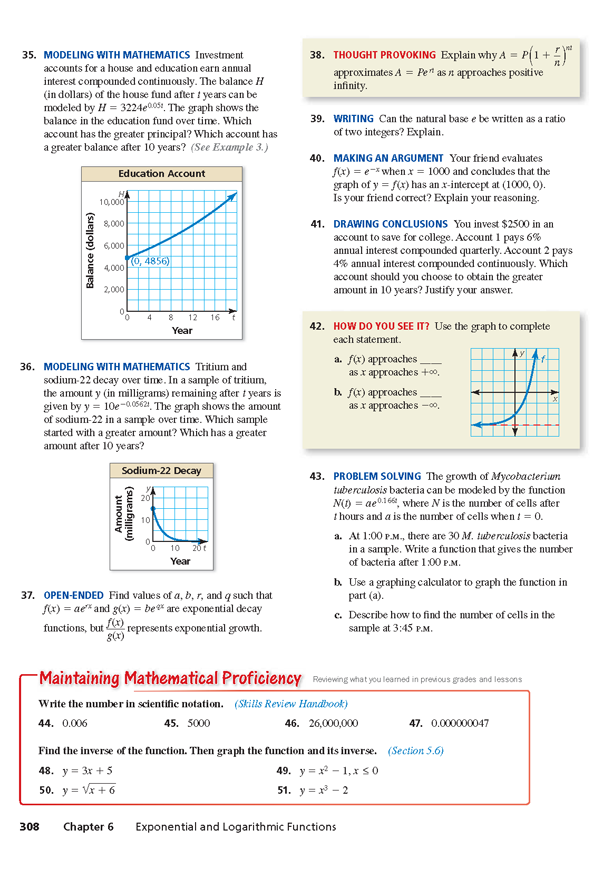 35. MODELING WITH MATHEMATICS Investment
accounts for a house and education earn annual
interest compounded continuously. The balance H
(in dollars) of the house fund after t years can be
modeled by H = 3224e^0.05t. The graph shows the
balance in the education fund over time. Which
account has the greater principal? Which account has
a greater balance after 10 years? (See Example 3.)
Education Account
Balance (dollars)
H
10,000
8,000
6,000
4,000
2,000
0
(0, 4856)
0 4 8 12 16 t
Year
36. MODELING WITH MATHEMATICS Tritium and
sodium-22 decay over time. In a sample of tritium,
the amount y (in milligrams) remaining after t years is
given by y = 10e^−0.0562t. The graph shows the amount
of sodium-22 in a sample over time. Which sample
started with a greater amount? Which has a greater
amount after 10 years?
Sodium-22 Decay
Amount
(milligrams)
y
20
10
0
0 10 20 t
Year
37. OPEN-ENDED Find values of a, b, r, and q such that
f(x) = ae^rx and g(x) = be^qx are exponential decay
functions, but f(x)/g(x) represents exponential growth.
38. THOUGHT PROVOKING Explain why A = P(1 + r/n)^nt
approximates A = Pe^rt as n approaches positive
infinity.
39. WRITING Can the natural base e be written as a ratio
of two integers? Explain.
40. MAKING AN ARGUMENT Your friend evaluates
f(x) = e^−x when x = 1000 and concludes that the
graph of y = f(x) has an x-intercept at (1000, 0).
Is your friend correct? Explain your reasoning.
41. DRAWING CONCLUSIONS You invest $2500 in an
account to save for college. Account 1 pays 6%
annual interest compounded quarterly. Account 2 pays
4% annual interest compounded continuously. Which
account should you choose to obtain the greater
amount in 10 years? Justify your answer.
42. HOW DO YOU SEE IT? Use the graph to complete
each statement.
a. f(x) approaches ____
as x approaches +∞.
b. f(x) approaches ____
as x approaches −∞.
y
f
x
43. PROBLEM SOLVING The growth of Mycobacterium
tuberculosis bacteria can be modeled by the function
N(t) = ae^0.166t, where N is the number of cells after
t hours and a is the number of cells when t = 0.
a. At 1:00 P.M., there are 30 M. tuberculosis bacteria
in a sample. Write a function that gives the number
of bacteria after 1:00 P.M.
b. Use a graphing calculator to graph the function in
part (a).
c. Describe how to find the number of cells in the
sample at 3:45 P.M.
Maintaining Mathematical Proficiency Reviewing what you learned in previous grades and lessons
Write the number in scientific notation. (Skills Review Handbook)
44. 0.006 45. 5000 46. 26,000,000 47. 0.000000047
Find the inverse of the function. Then graph the function and its inverse. (Section 5.6)
48. y = 3x + 5 49. y = x² − 1, x ≤ 0
50. y = √x + 6 51. y = x³ − 2
308 Chapter 6 Exponential and Logarithmic Functions